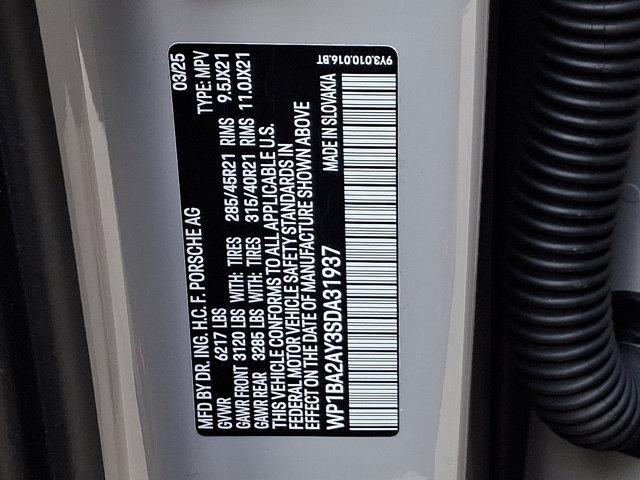 MFD BY DR. ING. H.C. F. PORSCHE AG 03/25
GVWR 6217 LBS TYPE: MPV
GAWR FRONT 3120 LBS WITH: TIRES 285/45R21 RIMS 9.5JX21
GAWR REAR 3285 LBS WITH: TIRES 315/40R21 RIMS 11.0JX21
THIS VEHICLE CONFORMS TO ALL APPLICABLE U.S.
FEDERAL MOTOR VEHICLE SAFETY STANDARDS IN
EFFECT ON THE DATE OF MANUFACTURE SHOWN ABOVE
WP1BA2AY3SDA31937 MADE IN SLOVAKIA
9Y3.010.016.BT